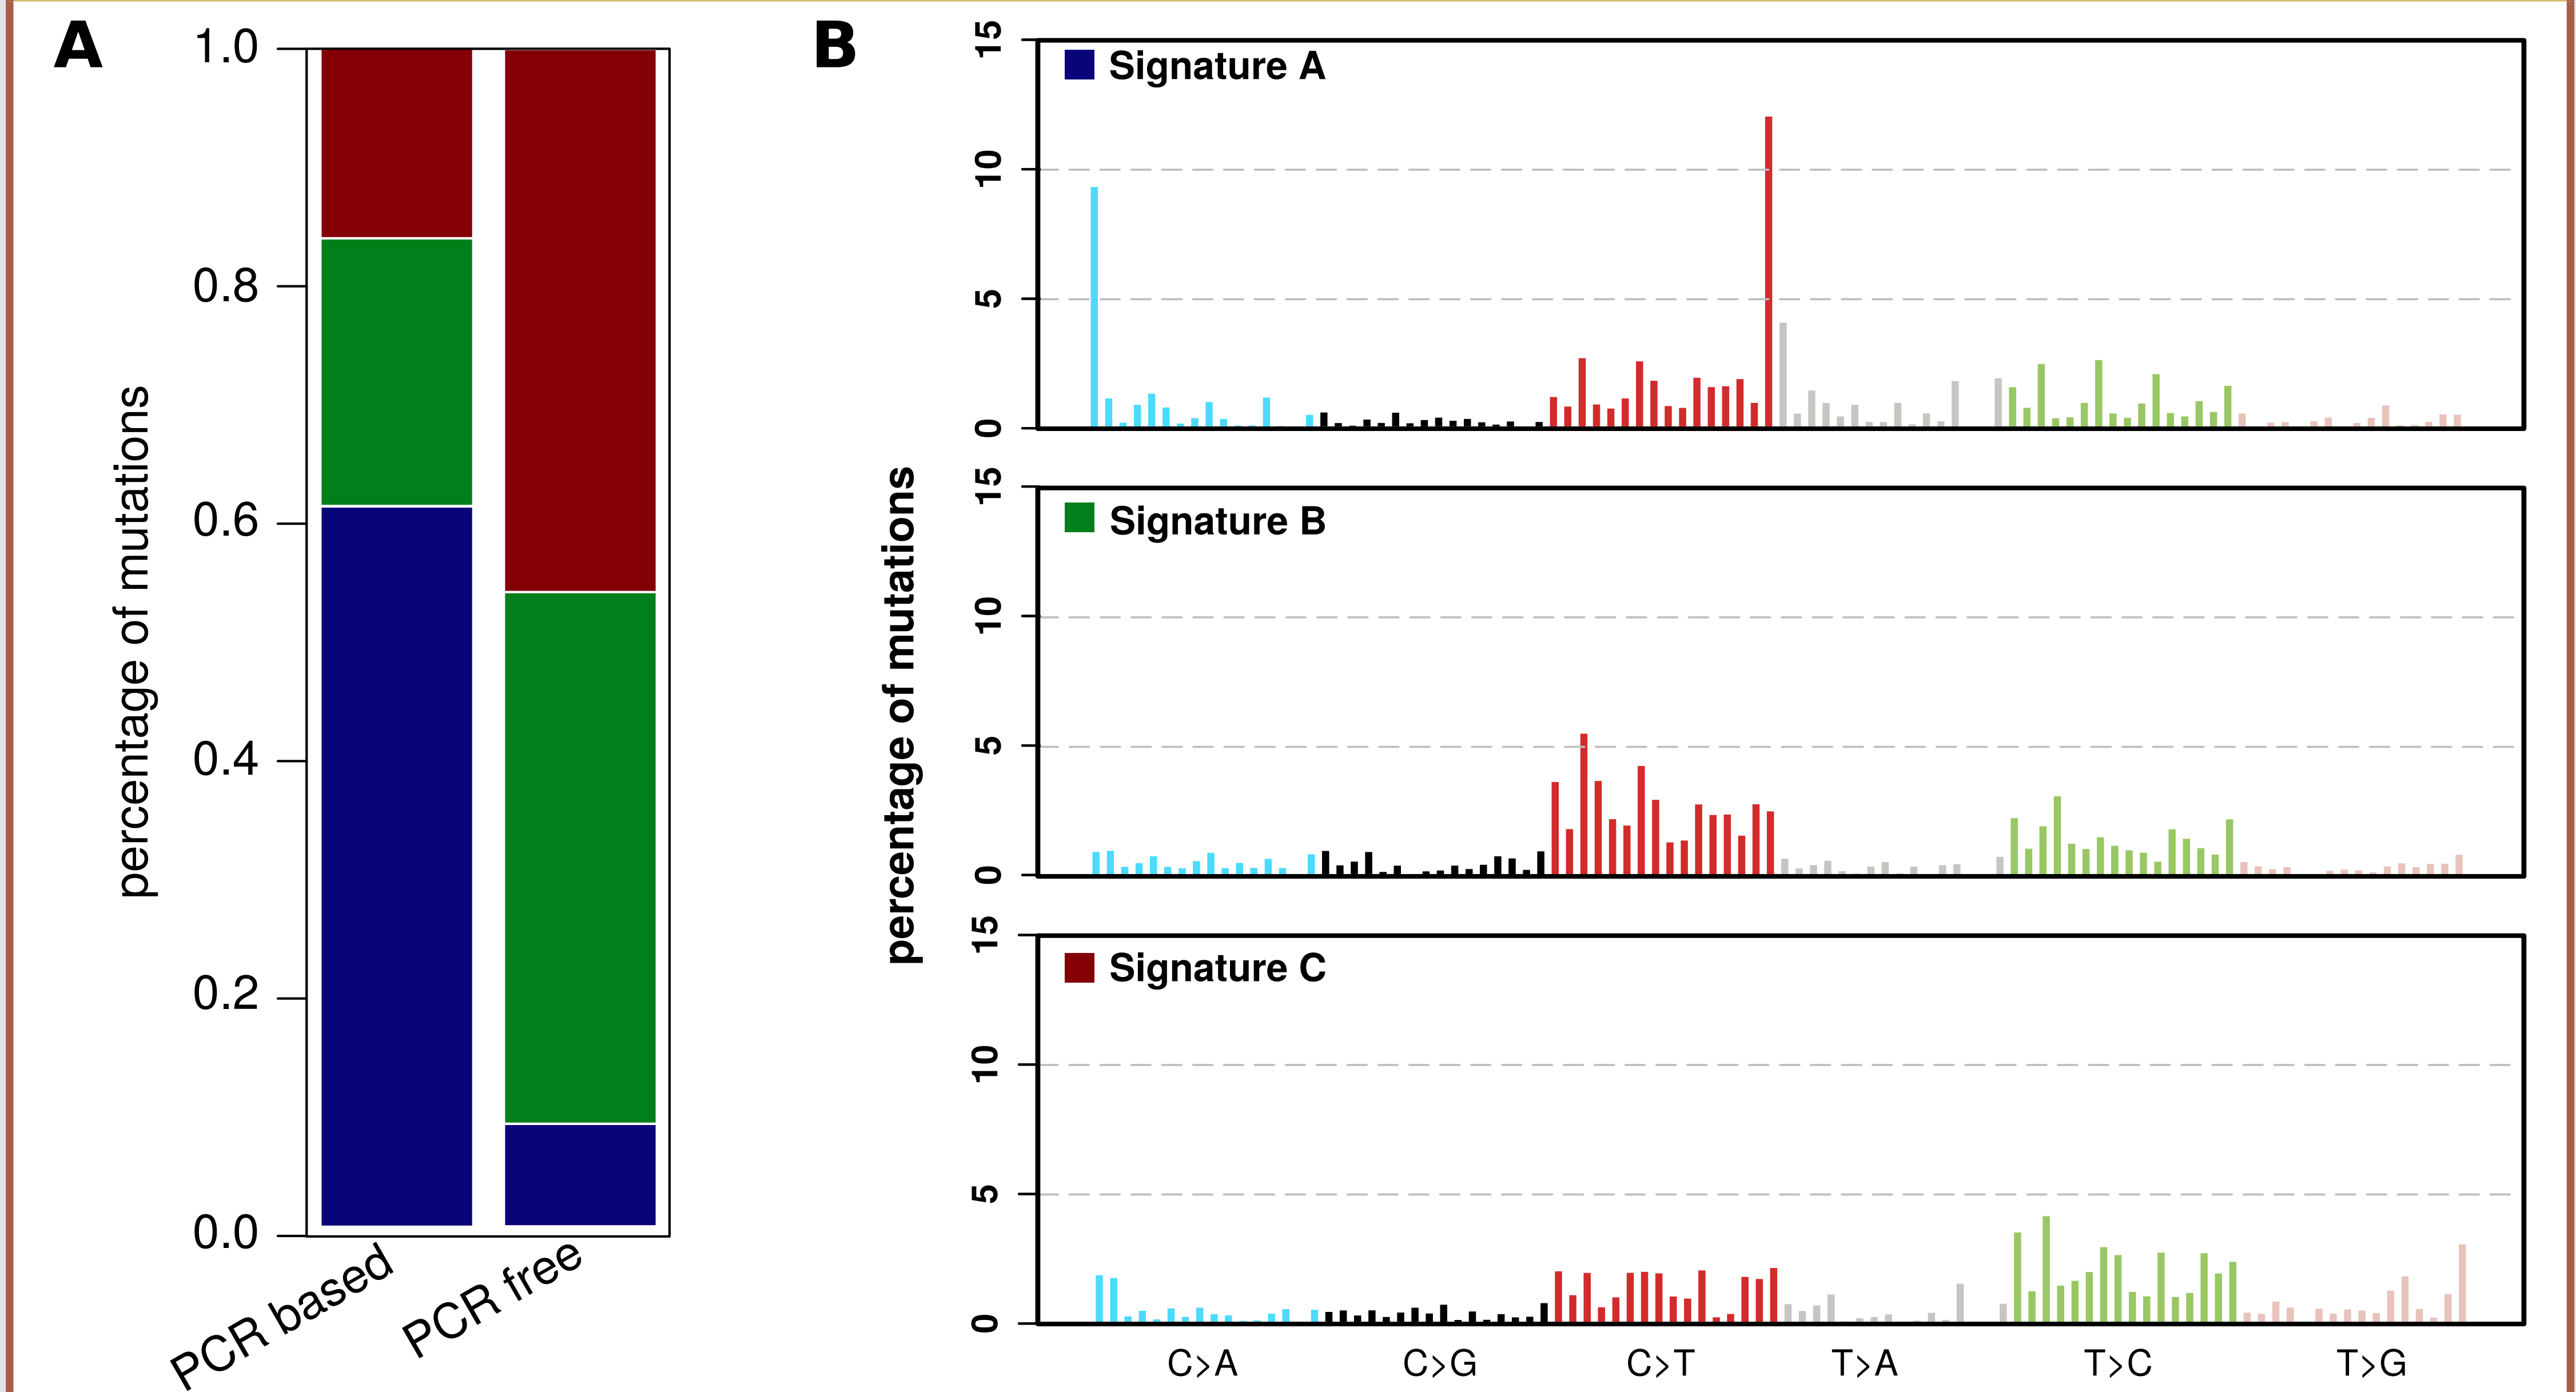 A
percentage of mutations
1.0
0.8
0.6
0.4
0.2
0.0
PCR based
PCR free
B
percentage of mutations
15
10
5
0
Signature A
15
10
5
0
Signature B
15
10
5
0
Signature C
C>A
C>G
C>T
T>A
T>C
T>G